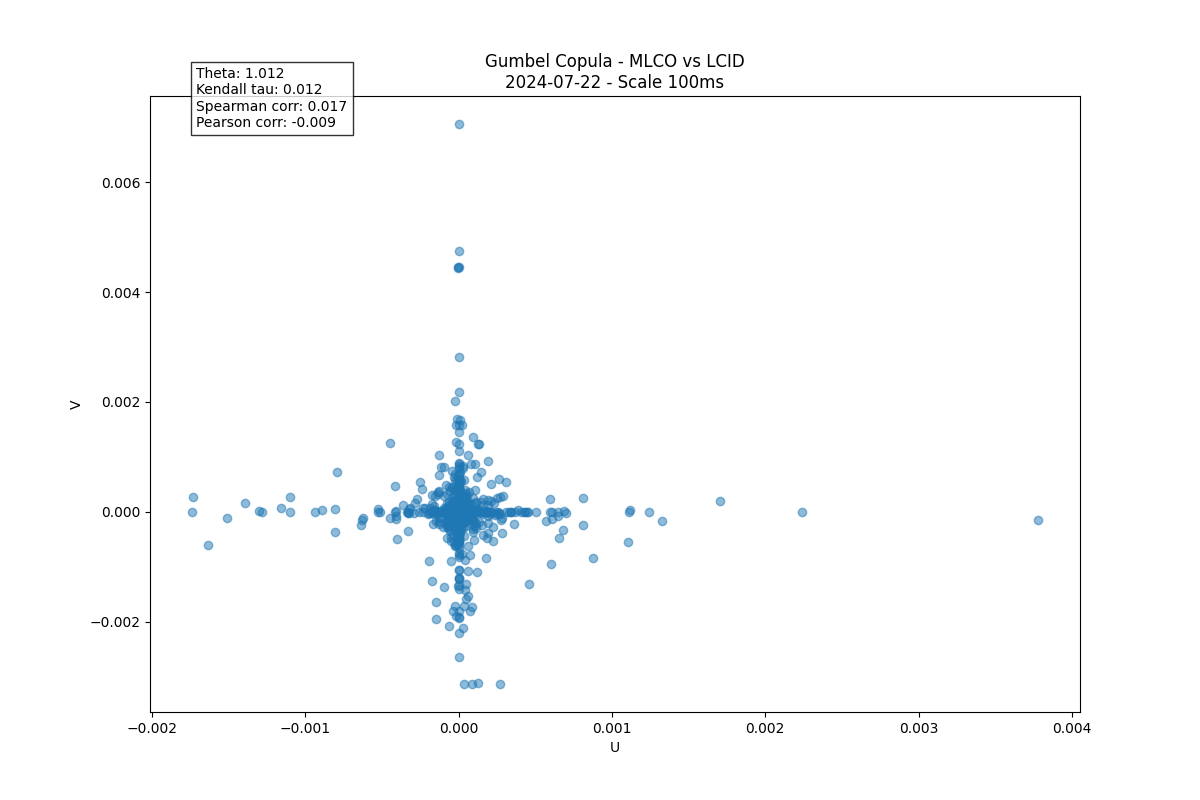 Gumbel Copula - MLCO vs LCID
2024-07-22 - Scale 100ms
Theta: 1.012
Kendall tau: 0.012
Spearman corr: 0.017
Pearson corr: -0.009
V
0.006
0.004
0.002
0.000
−0.002
−0.002
−0.001
0.000
0.001
0.002
0.003
0.004
U